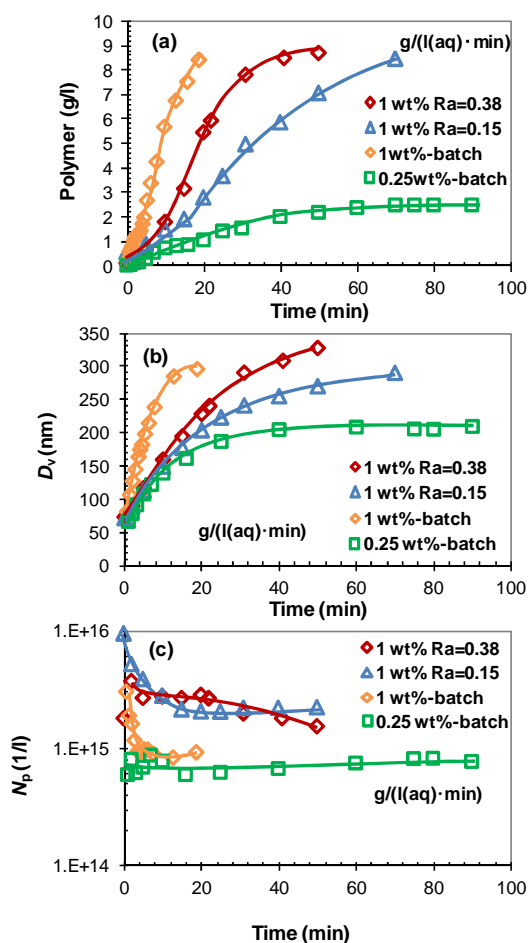 (a)
g/(l(aq)·min)
1 wt% Ra=0.38
1 wt% Ra=0.15
1wt%-batch
0.25wt%-batch
Polymer (g/l)
10
9
8
7
6
5
4
3
2
1
0
0 20 40 60 80 100
Time (min)
(b)
350
300
250
200
150
100
50
0
Dv (nm)
1 wt% Ra=0.38
1 wt% Ra=0.15
1 wt%-batch
0.25 wt%-batch
g/(l(aq)·min)
0 20 40 60 80 100
Time (min)
(c)
1.E+16
1.E+15
1.E+14
Np (1/l)
1 wt% Ra=0.38
1 wt% Ra=0.15
1 wt%-batch
0.25 wt%-batch
g/(l(aq)·min)
0 20 40 60 80 100
Time (min)